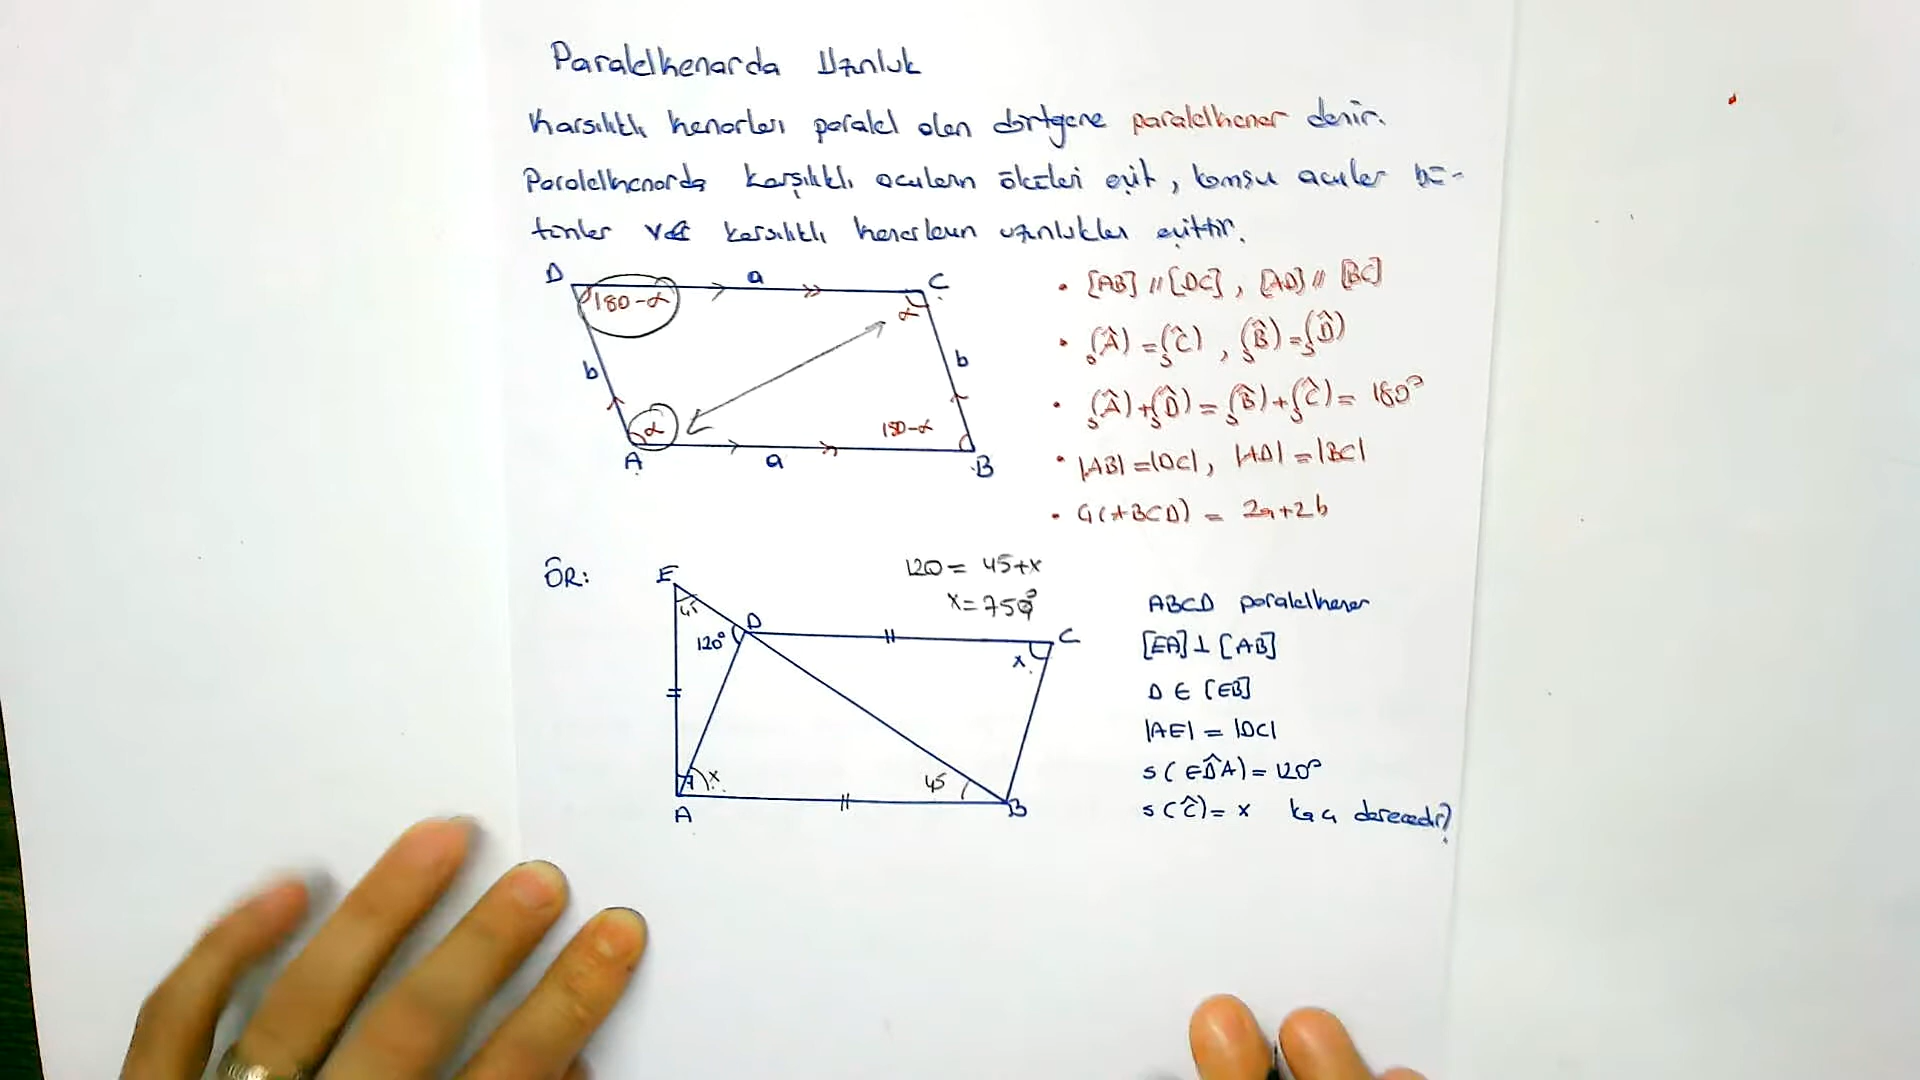 Paralelkenarda Uzunluk
Karşılıklı kenarları paralel olan dörtgene paralelkenar denir.
Paralelkenarda karşılıklı açıların ölçüleri eşit, komşu açılar bü-
tünler ve karşılıklı kenarların uzunlukları eşittir.
D a C
180-α α
b b
α 180-α
A a B
• [AB] // [DC], [AD] // [BC]
• s(Â) = s(Ĉ), s(B̂) = s(D̂)
• s(Â) + s(D̂) = s(B̂) + s(Ĉ) = 180°
• |AB| = |DC|, |AD| = |BC|
• Ç(ABCD) = 2a+2b
ÖR:
120 = 45+x
x = 75°
E
45
120° D C
x
x 45
A B
ABCD paralelkenar
[EA] ⊥ [AB]
D ∈ [EB]
|AE| = |DC|
s(ED̂A) = 120°
s(Ĉ) = x kaç derecedir?